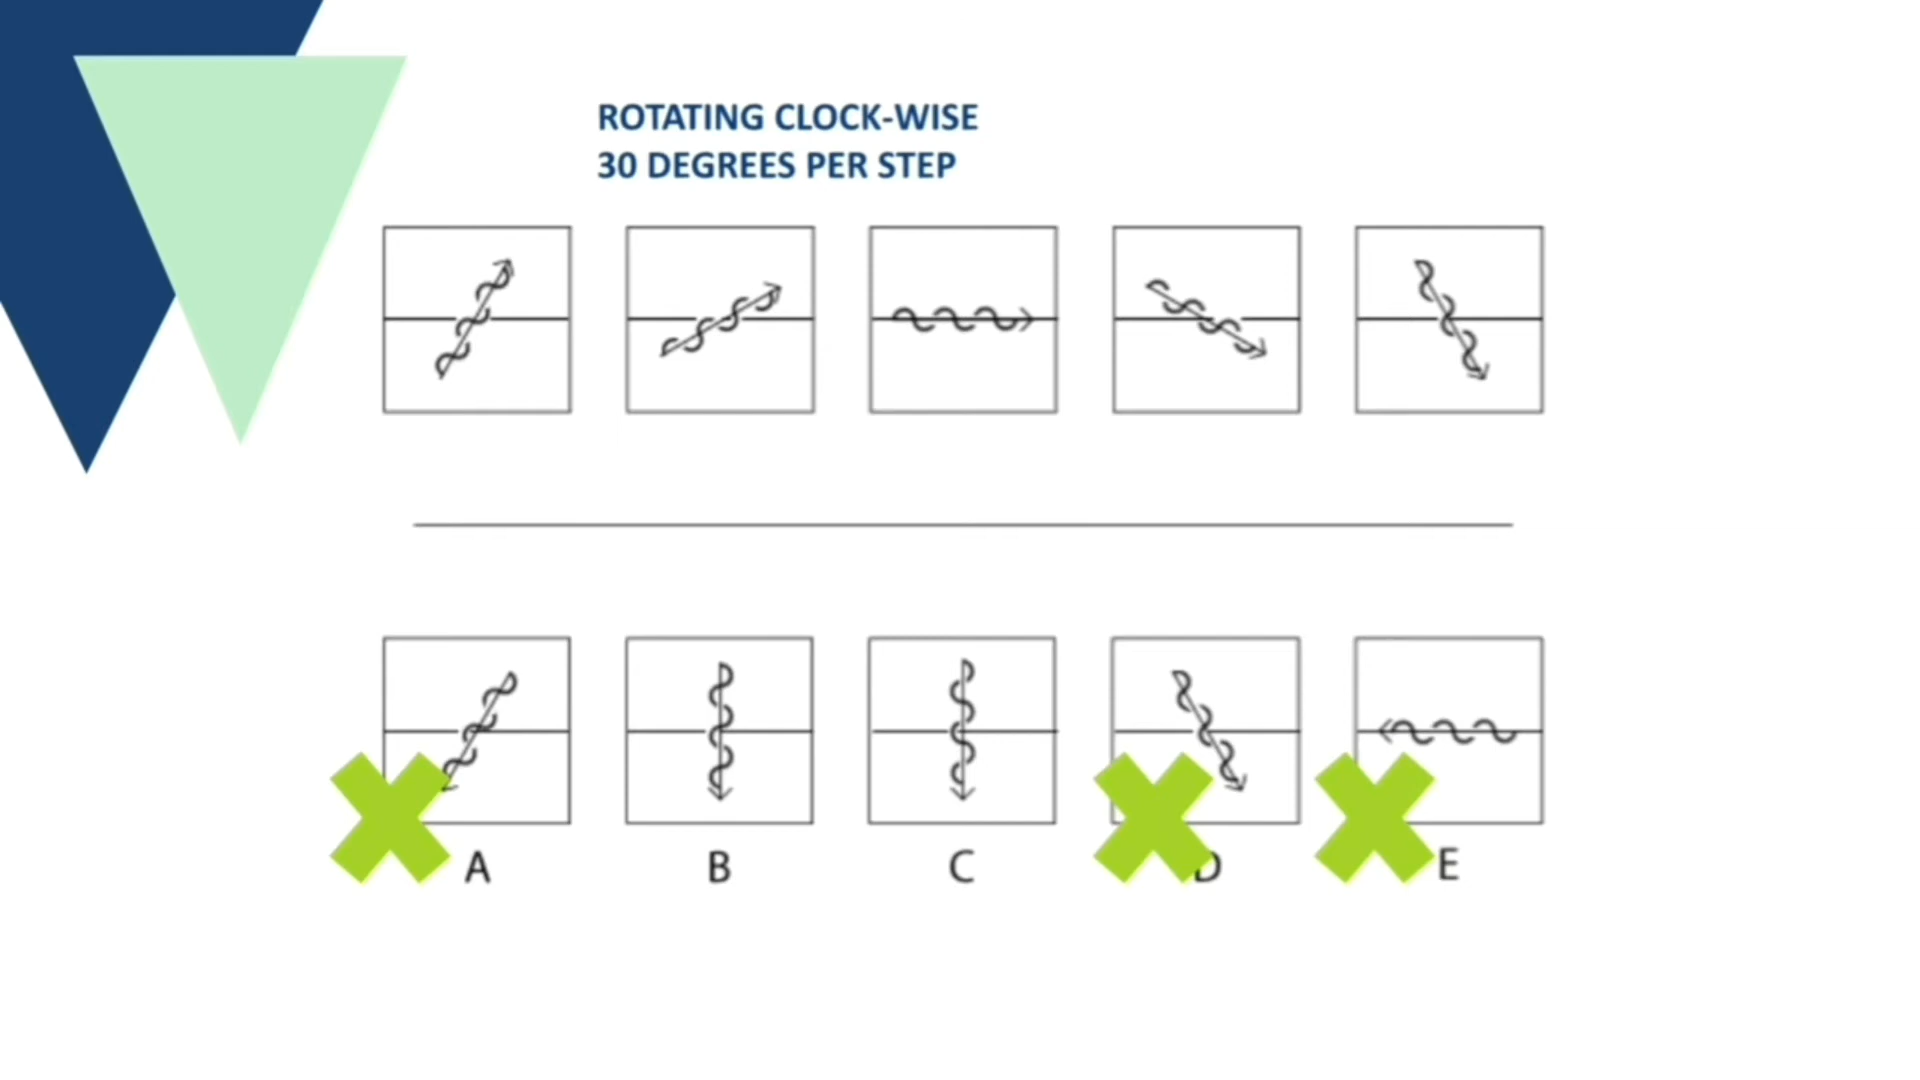 ROTATING CLOCK-WISE
30 DEGREES PER STEP
A
B
C
D
E